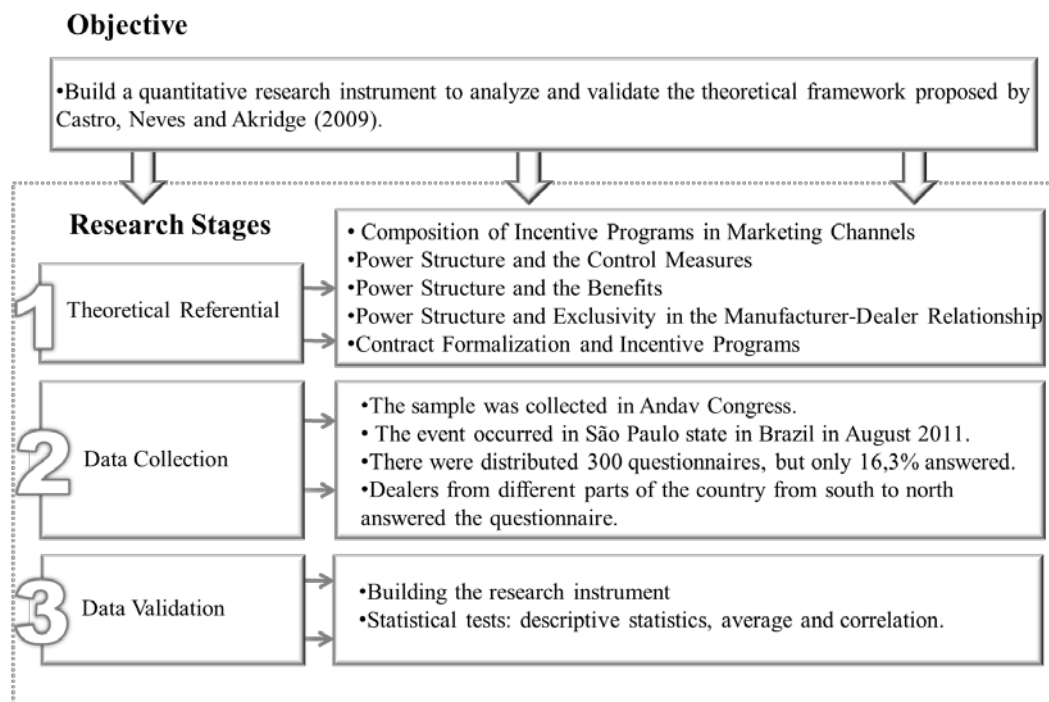 Objective
•Build a quantitative research instrument to analyze and validate the theoretical framework proposed by
Castro, Neves and Akridge (2009).
Research Stages
1
Theoretical Referential
• Composition of Incentive Programs in Marketing Channels
•Power Structure and the Control Measures
•Power Structure and the Benefits
•Power Structure and Exclusivity in the Manufacturer-Dealer Relationship
•Contract Formalization and Incentive Programs
2
Data Collection
•The sample was collected in Andav Congress.
• The event occurred in São Paulo state in Brazil in August 2011.
•There were distributed 300 questionnaires, but only 16,3% answered.
•Dealers from different parts of the country from south to north
answered the questionnaire.
3
Data Validation
•Building the research instrument
•Statistical tests: descriptive statistics, average and correlation.